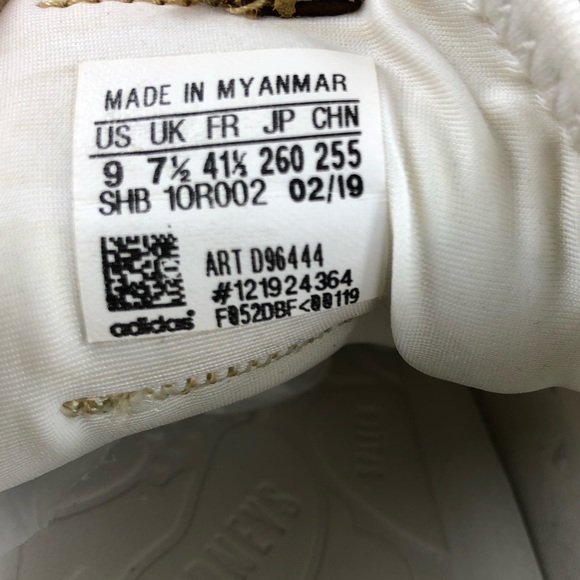 MADE IN MYANMAR
US UK FR JP CHN
9 7½ 41⅓ 260 255
SHB 10R002 02/19
ART D96444
#121924364
F052DBF<00119
adidas